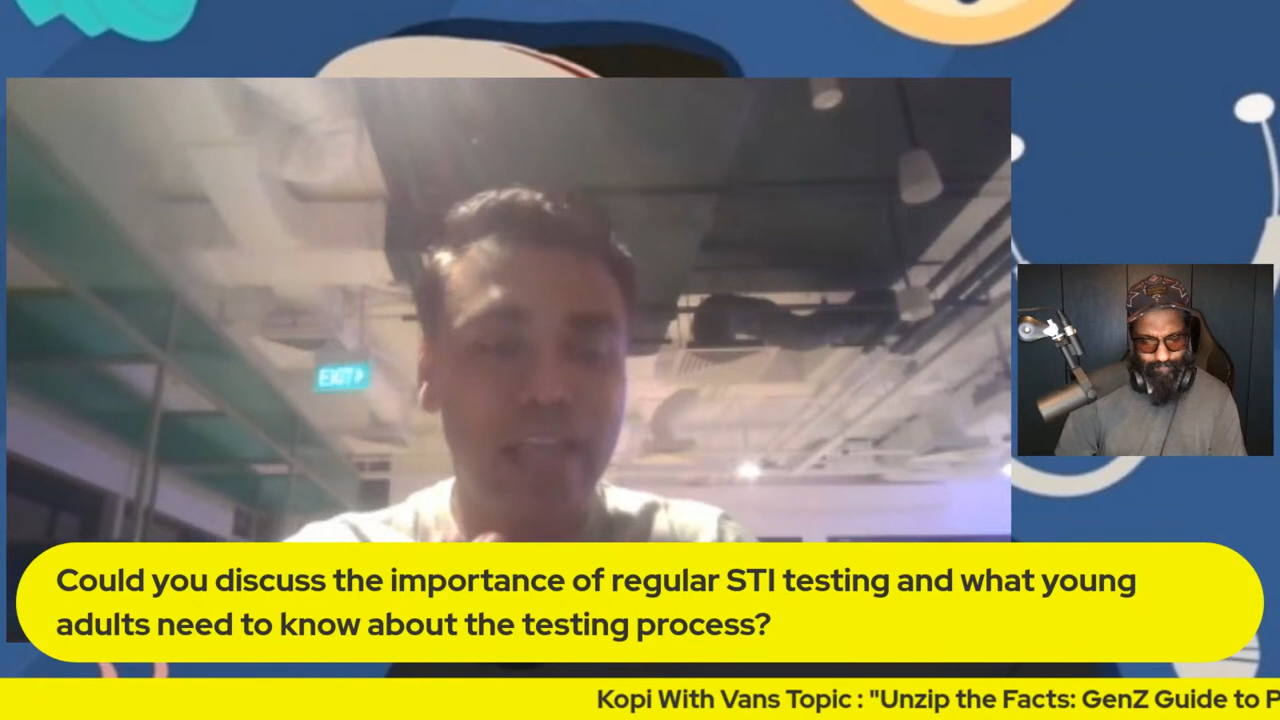 EXIT
Could you discuss the importance of regular STI testing and what young
adults need to know about the testing process?
Kopi With Vans Topic : "Unzip the Facts: GenZ Guide to P